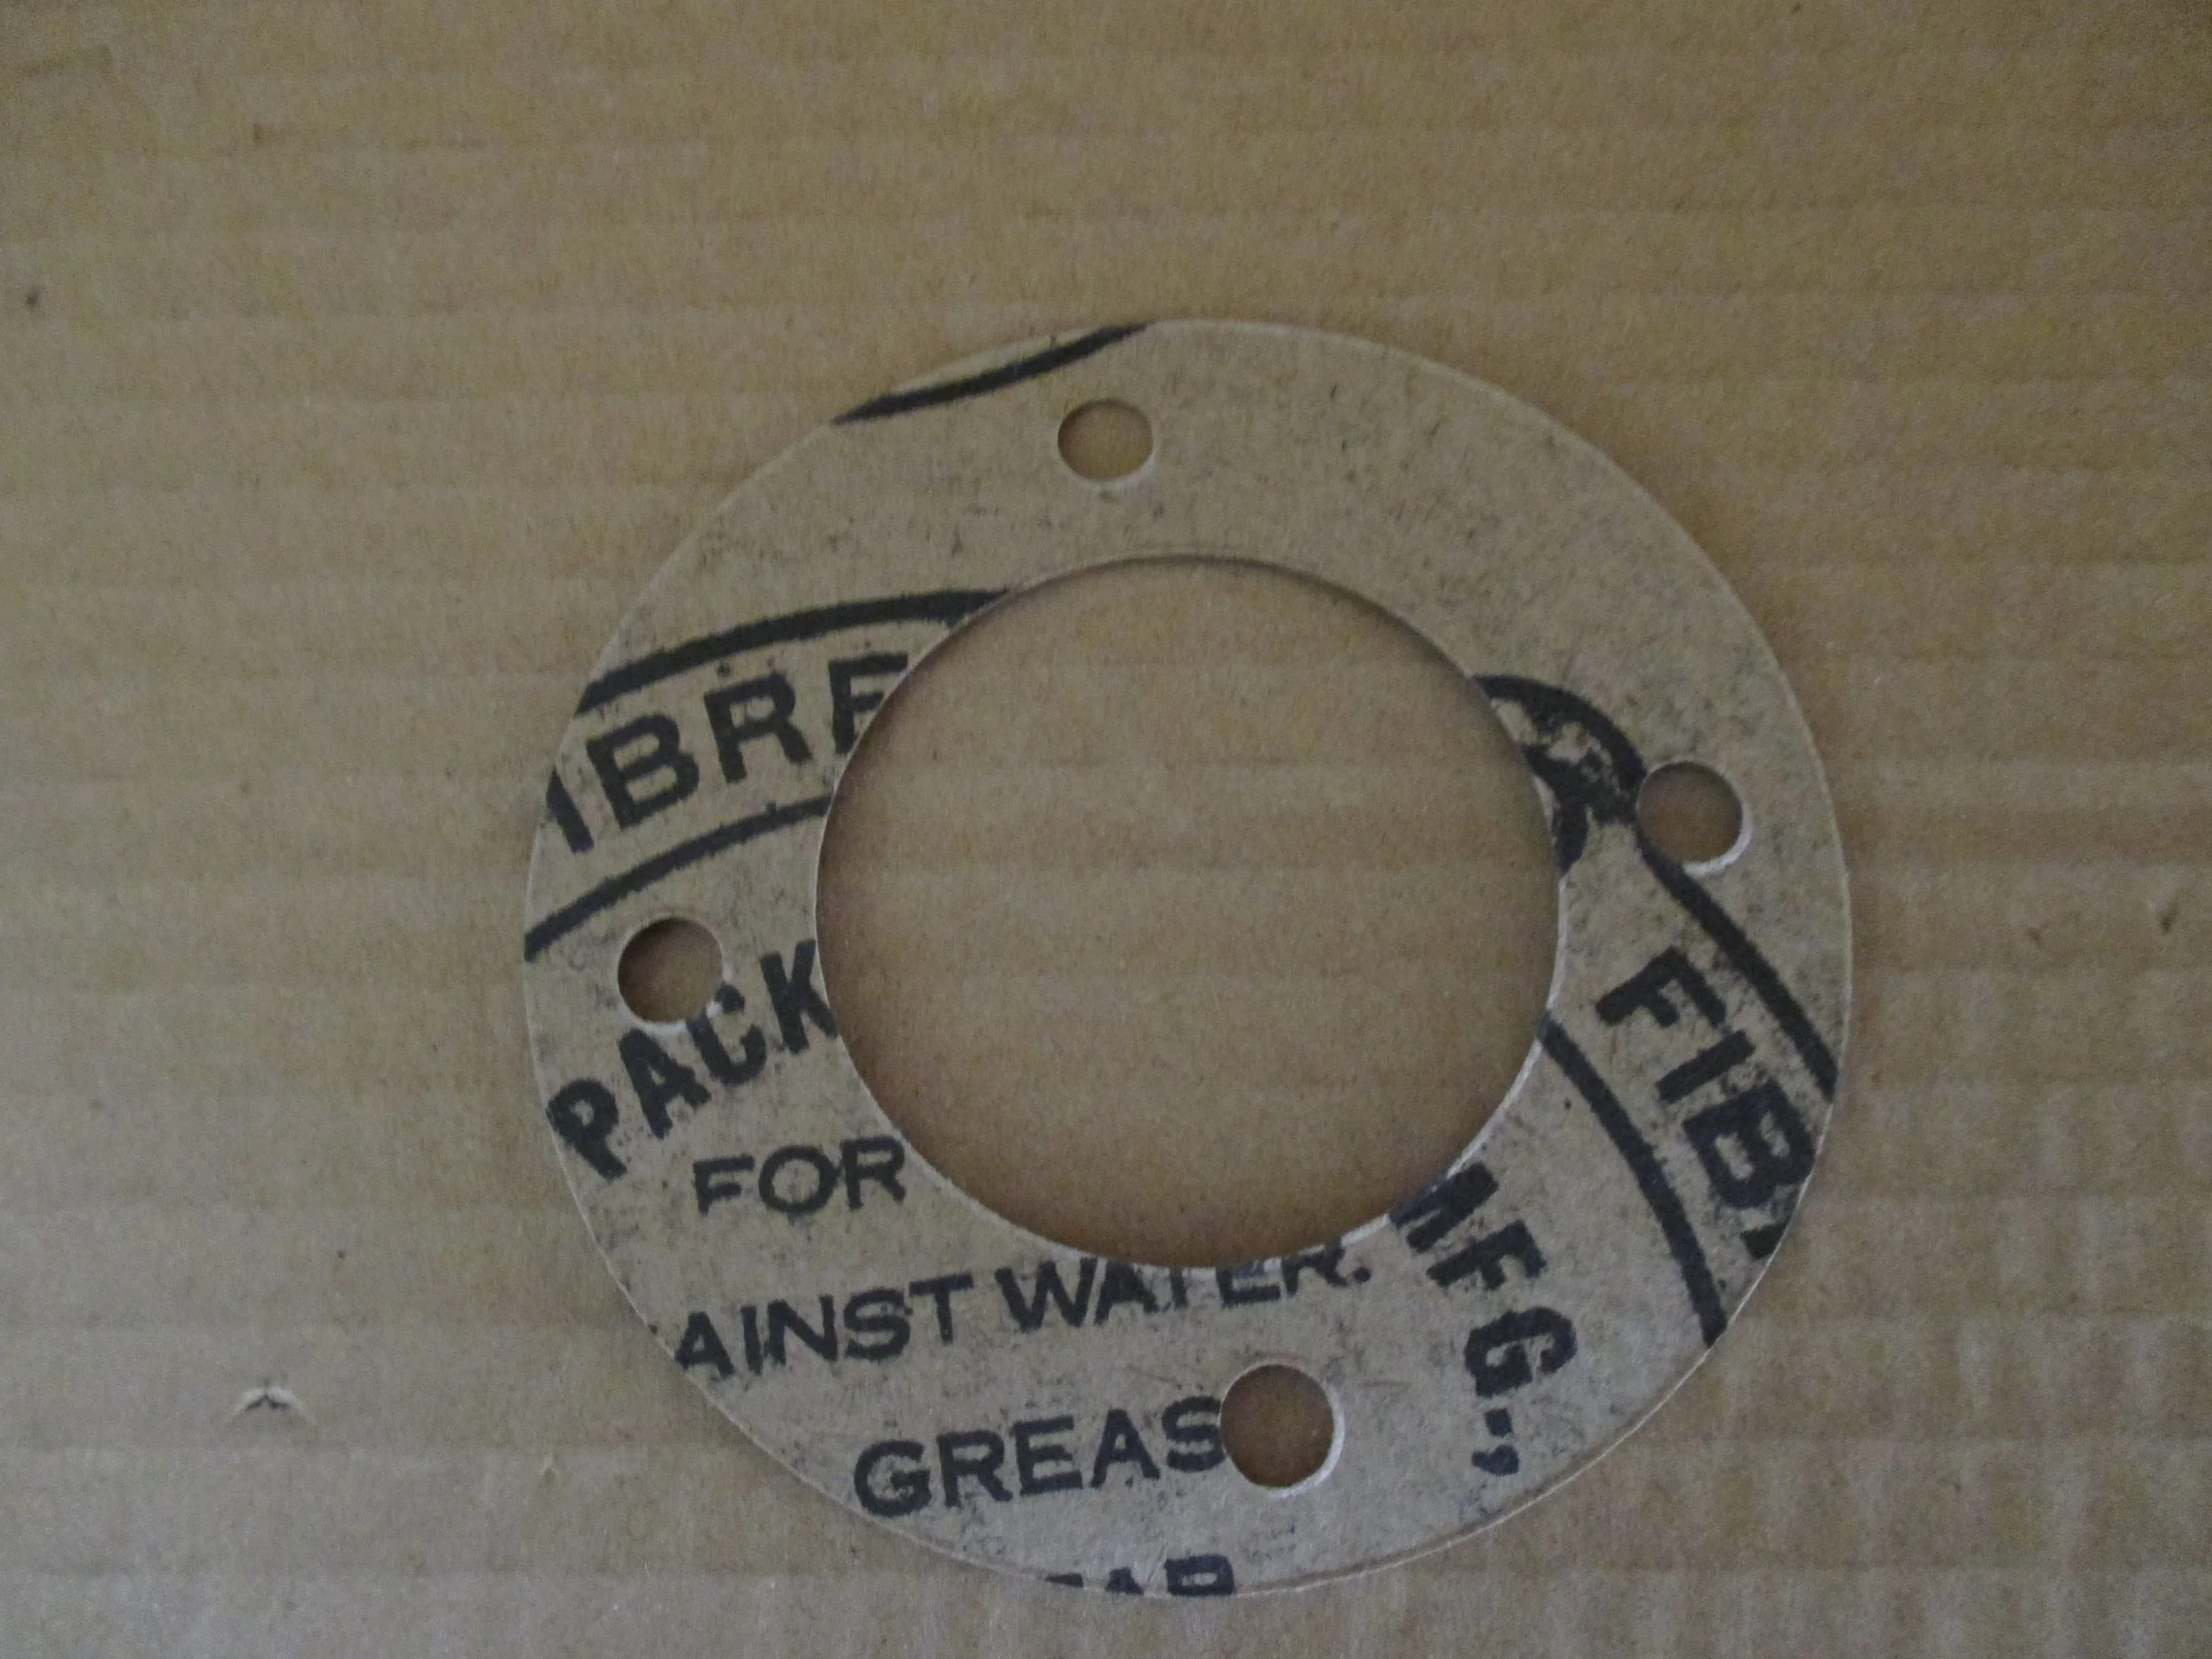 IBRE
PACK
FOR
AINST WATER.
GREAS
MFG.,
FIB